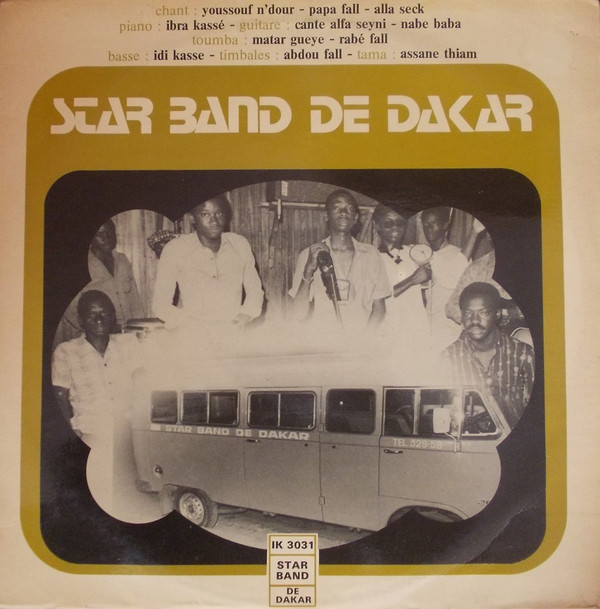 chant : youssouf n'dour - papa fall - alla seck
piano : ibra kassé - guitare : cante alfa seyni - nabe baba
toumba : matar gueye - rabé fall
basse : idi kasse - timbales : abdou fall - tama : assane thiam
STAR BAND DE DAKAR
STAR BAND DE DAKAR
IK 3031
STAR
BAND
DE
DAKAR